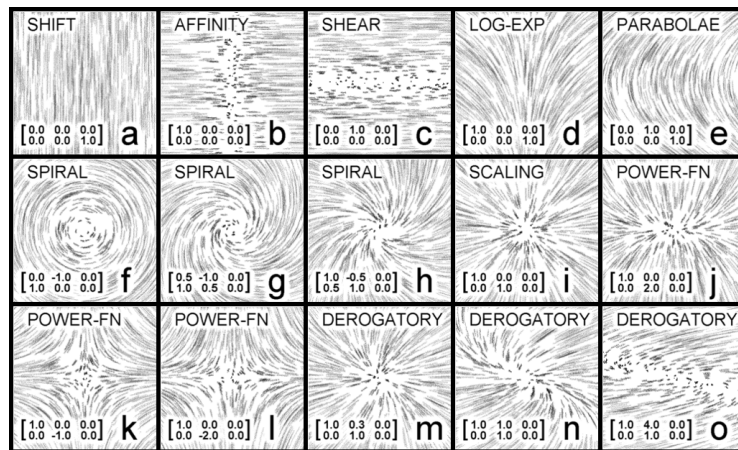 SHIFT
[0.0 0.0 0.0]
[0.0 0.0 1.0]
a
AFFINITY
[1.0 0.0 0.0]
[0.0 0.0 0.0]
b
SHEAR
[0.0 1.0 0.0]
[0.0 0.0 0.0]
c
LOG-EXP
[1.0 0.0 0.0]
[0.0 0.0 1.0]
d
PARABOLAE
[0.0 1.0 0.0]
[0.0 0.0 1.0]
e
SPIRAL
[0.0 -1.0 0.0]
[1.0 0.0 0.0]
f
SPIRAL
[0.5 -1.0 0.0]
[1.0 0.5 0.0]
g
SPIRAL
[1.0 -0.5 0.0]
[0.5 1.0 0.0]
h
SCALING
[1.0 0.0 0.0]
[0.0 1.0 0.0]
i
POWER-FN
[1.0 0.0 0.0]
[0.0 2.0 0.0]
j
POWER-FN
[1.0 0.0 0.0]
[0.0 -1.0 0.0]
k
POWER-FN
[1.0 0.0 0.0]
[0.0 -2.0 0.0]
l
DEROGATORY
[1.0 0.3 0.0]
[0.0 1.0 0.0]
m
DEROGATORY
[1.0 1.0 0.0]
[0.0 1.0 0.0]
n
DEROGATORY
[1.0 4.0 0.0]
[0.0 1.0 0.0]
o